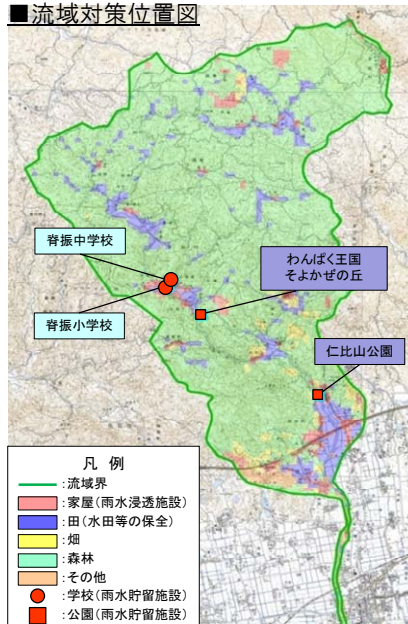 ■流域対策位置図
脊振中学校
わんぱく王国
そよかぜの丘
脊振小学校
仁比山公園
凡 例
:流域界
:家屋(雨水浸透施設)
:田(水田等の保全)
:畑
:森林
:その他
:学校(雨水貯留施設)
:公園(雨水貯留施設)